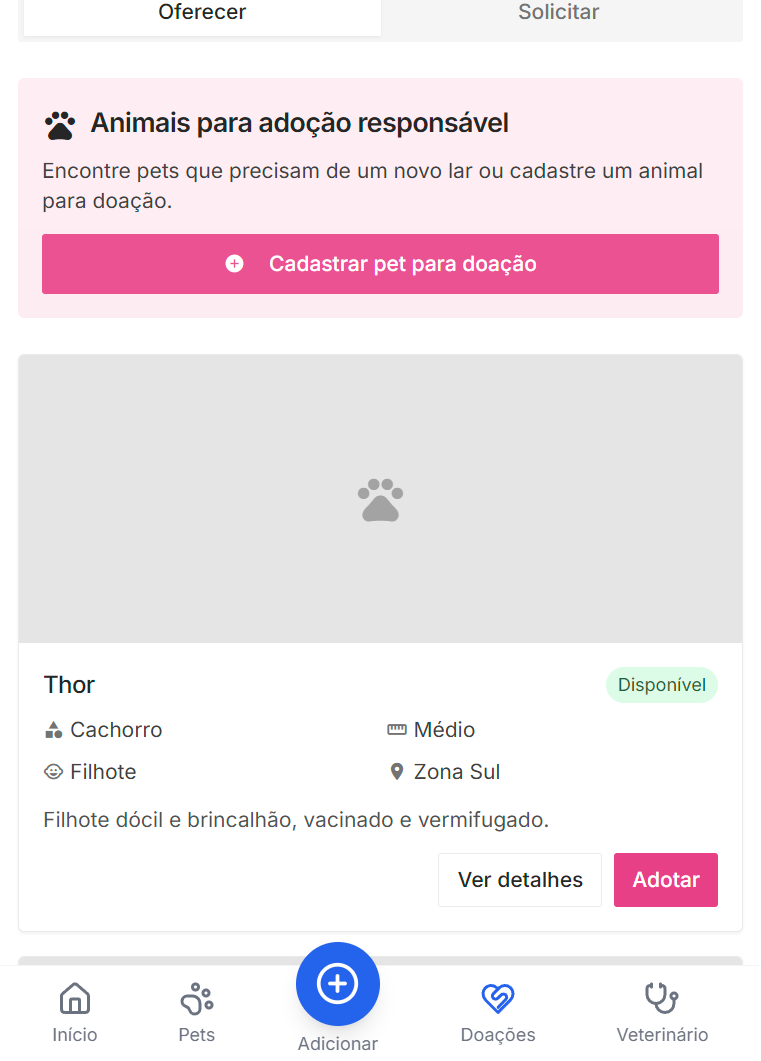 Oferecer
Solicitar
Animais para adoção responsável
Encontre pets que precisam de um novo lar ou cadastre um animal
para doação.
Cadastrar pet para doação
Thor
Disponível
Cachorro
Médio
Filhote
Zona Sul
Filhote dócil e brincalhão, vacinado e vermifugado.
Ver detalhes
Adotar
Início
Pets
Adicionar
Doações
Veterinário